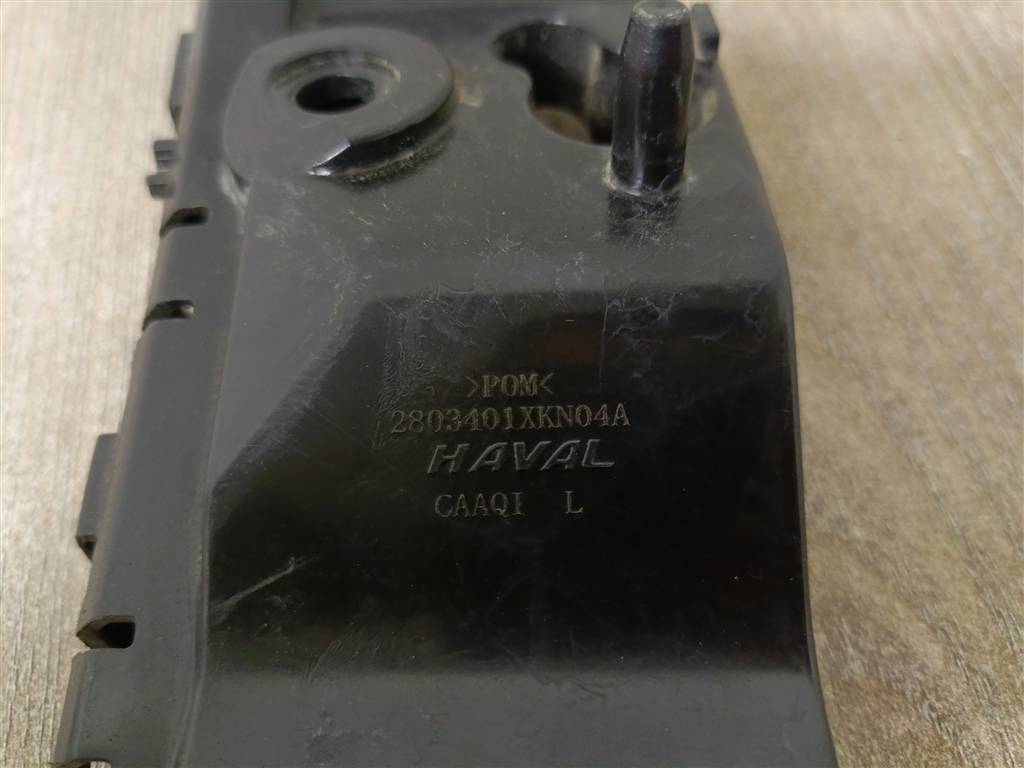 >POM<
2803401XKN04A
HAVAL
CAAQI L